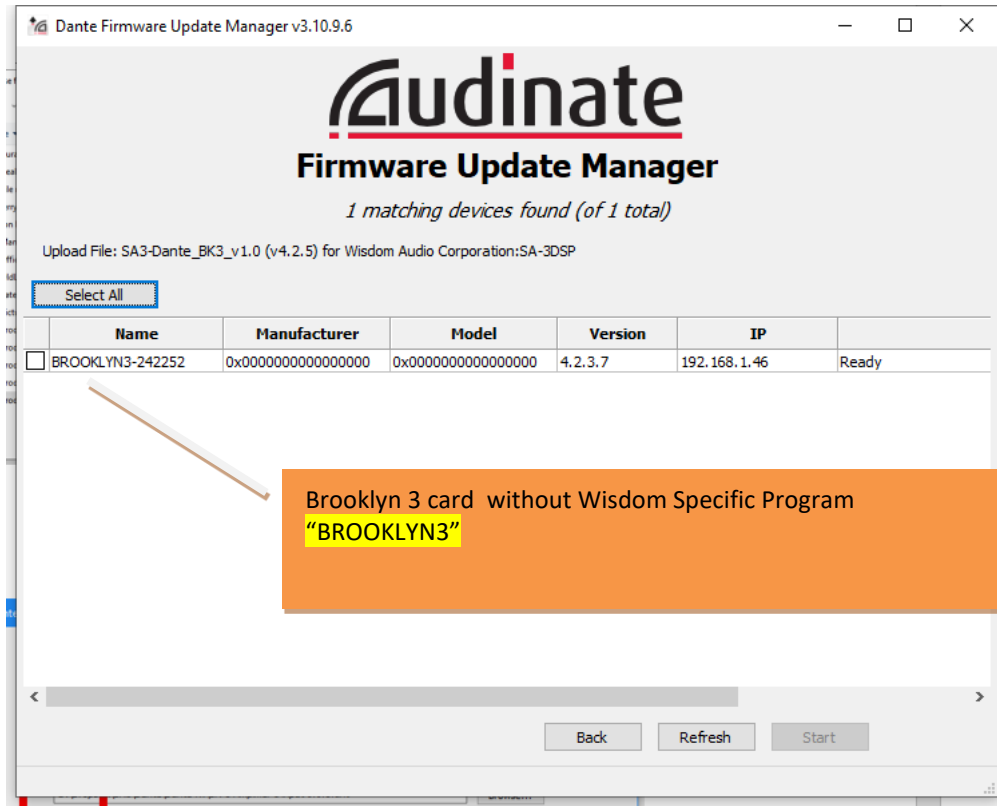 Dante Firmware Update Manager v3.10.9.6
Audinate
Firmware Update Manager
1 matching devices found (of 1 total)
Upload File: SA3-Dante_BK3_v1.0 (v4.2.5) for Wisdom Audio Corporation:SA-3DSP
Select All
Name Manufacturer Model Version IP
BROOKLYN3-242252 0x0000000000000000 0x0000000000000000 4.2.3.7 192.168.1.46 Ready
Brooklyn 3 card without Wisdom Specific Program
“BROOKLYN3”
Back Refresh Start